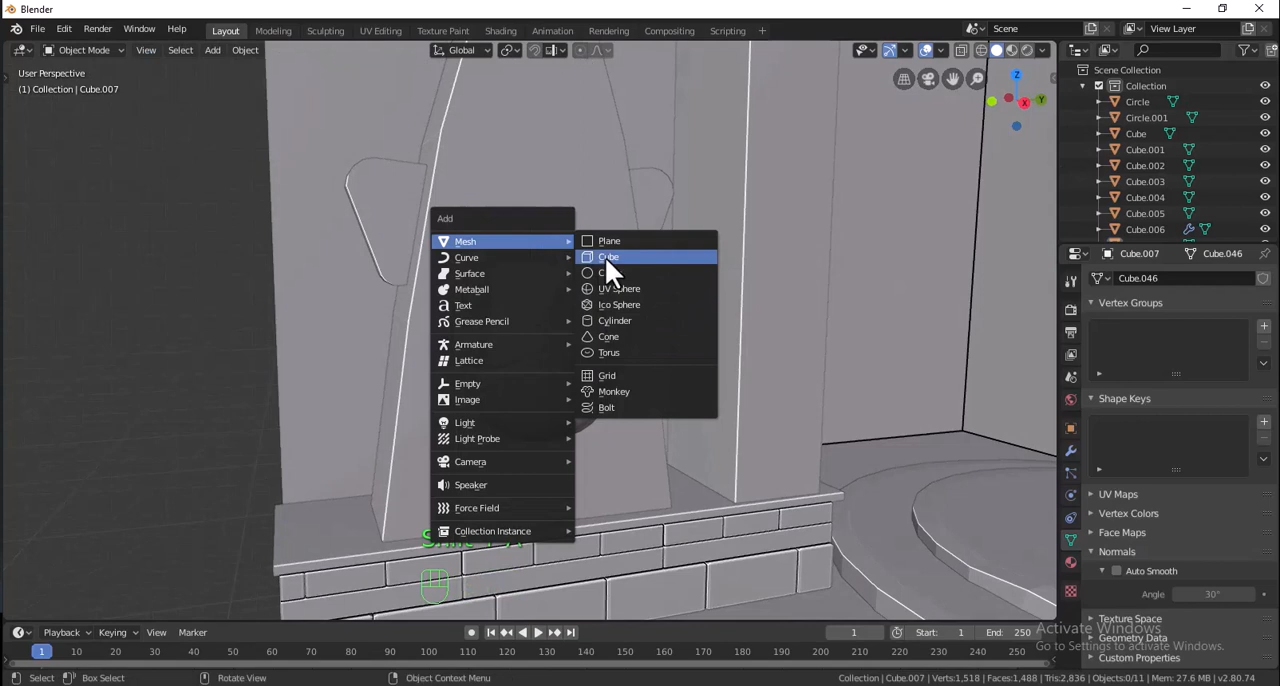 Blender
File Edit Render Window Help
Layout Modeling Sculpting UV Editing Texture Paint Shading Animation Rendering Compositing Scripting +
Scene
View Layer
Object Mode View Select Add Object
Global
User Perspective
(1) Collection | Cube.007
Z
Y
X
Scene Collection
Collection
Circle
Circle.001
Cube
Cube.001
Cube.002
Cube.003
Cube.004
Cube.005
Cube.006
Add
Mesh
Curve
Surface
Metaball
Text
Grease Pencil
Armature
Lattice
Empty
Image
Light
Light Probe
Camera
Speaker
Force Field
Collection Instance
Plane
Cube
UV Sphere
Ico Sphere
Cylinder
Cone
Torus
Grid
Monkey
Bolt
Cube.007 Cube.046
Cube.046
Vertex Groups
Shape Keys
UV Maps
Vertex Colors
Face Maps
Normals
Auto Smooth
Angle 30°
Texture Space
Geometry Data
Custom Properties
Activate Windows
Go to Settings to activate Windows.
Playback Keying View Marker
1 Start: 1 End: 250
1 10 20 30 40 50 60 70 80 90 100 110 120 130 140 150 160 170 180 190 200 210 220 230 240 250
Select Box Select Rotate View Object Context Menu
Collection | Cube.007 | Verts:1,518 | Faces:1,488 | Tris:2,836 | Objects:0/11 | Mem: 27.6 MB | v2.80.74